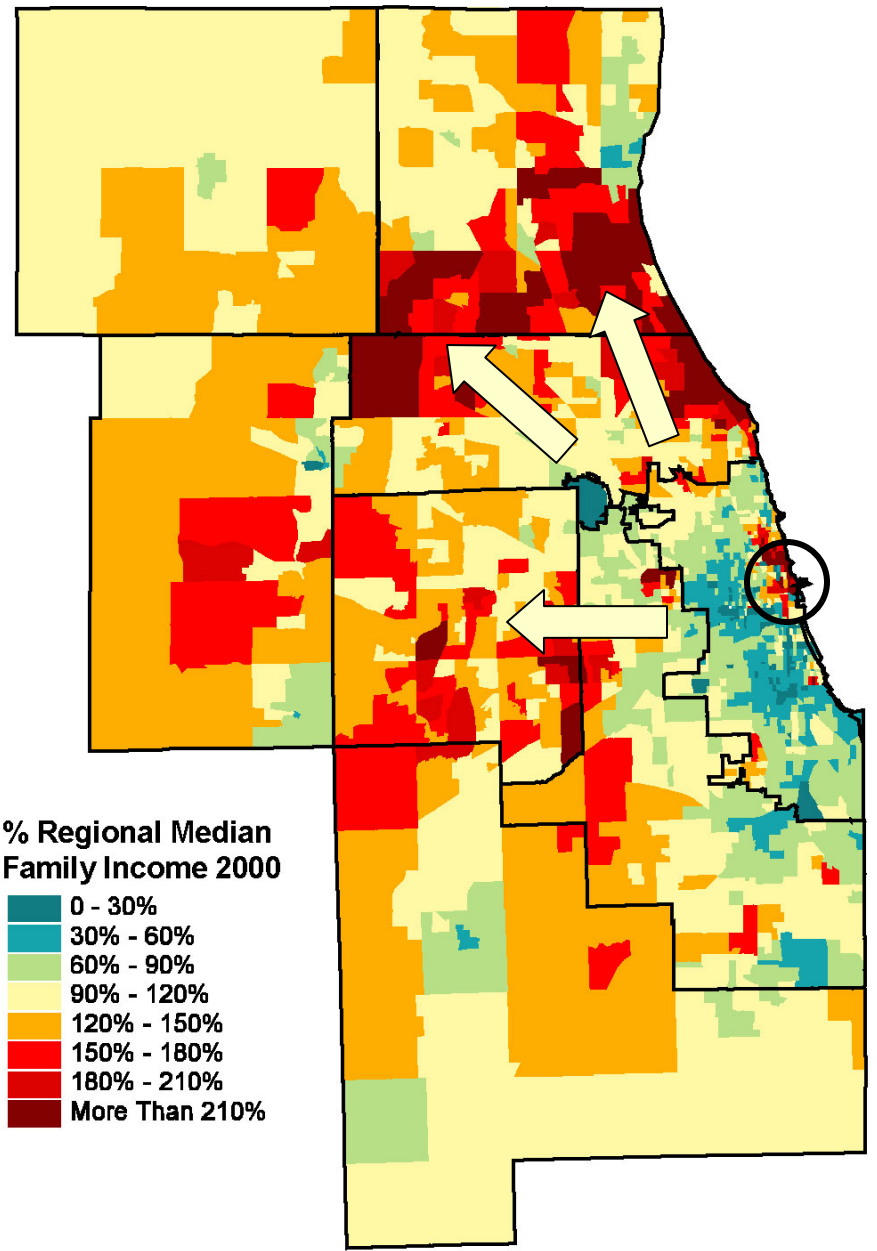 % Regional Median
Family Income 2000
0 - 30%
30% - 60%
60% - 90%
90% - 120%
120% - 150%
150% - 180%
180% - 210%
More Than 210%